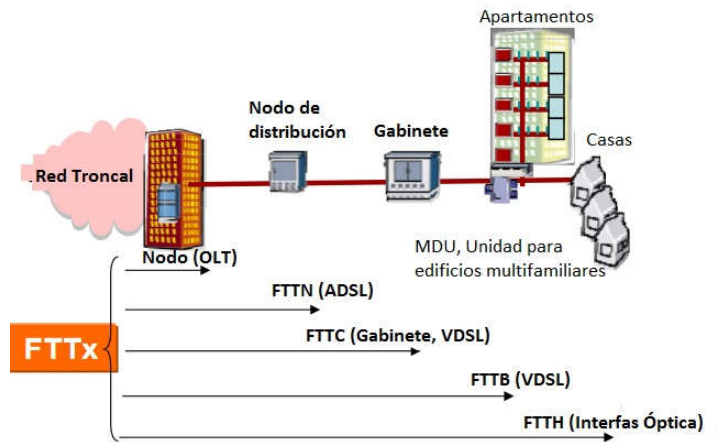 Apartamentos
Nodo de
distribución
Gabinete
Casas
Red Troncal
MDU, Unidad para
edificios multifamiliares
Nodo (OLT)
FTTN (ADSL)
FTTC (Gabinete, VDSL)
FTTx
FTTB (VDSL)
FTTH (Interfas Óptica)